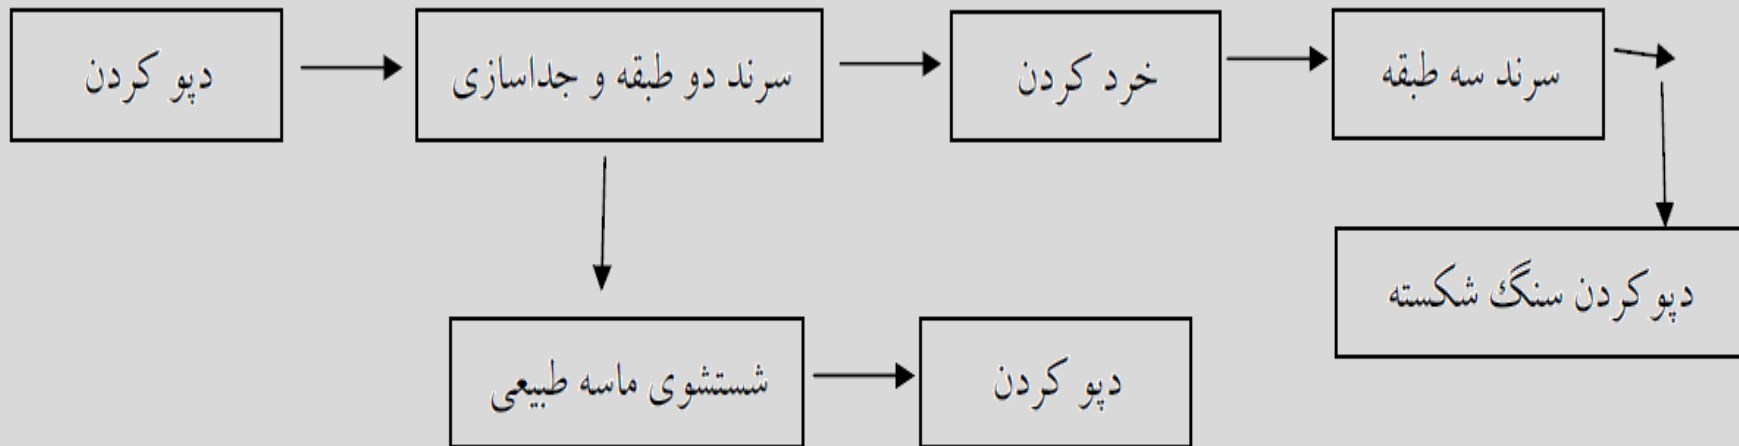 دپو کردن
سرند دو طبقه و جداسازی
خرد کردن
سرند سه طبقه
دپو کردن سنگ شکسته
شستشوی ماسه طبیعی
دپو کردن